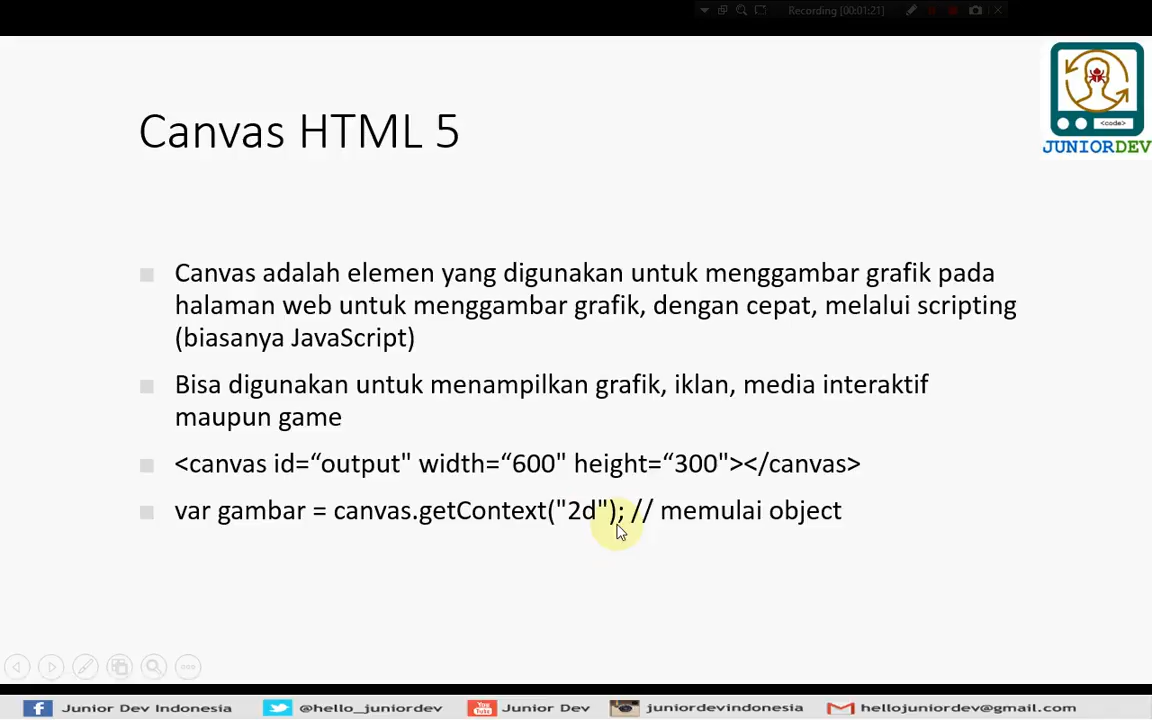 Recording [00:01:21]
<code>
JUNIORDEV
Canvas HTML 5
Canvas adalah elemen yang digunakan untuk menggambar grafik pada
halaman web untuk menggambar grafik, dengan cepat, melalui scripting
(biasanya JavaScript)
Bisa digunakan untuk menampilkan grafik, iklan, media interaktif
maupun game
<canvas id=“output" width=“600" height=“300"></canvas>
var gambar = canvas.getContext("2d"); // memulai object
f Junior Dev Indonesia @hello_juniordev You Tube Junior Dev juniordevindonesia hellojuniordev@gmail.com